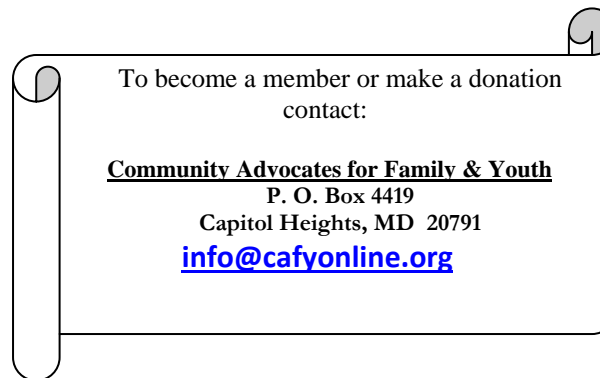 To become a member or make a donation
contact:
Community Advocates for Family & Youth
P. O. Box 4419
Capitol Heights, MD  20791
info@cafyonline.org